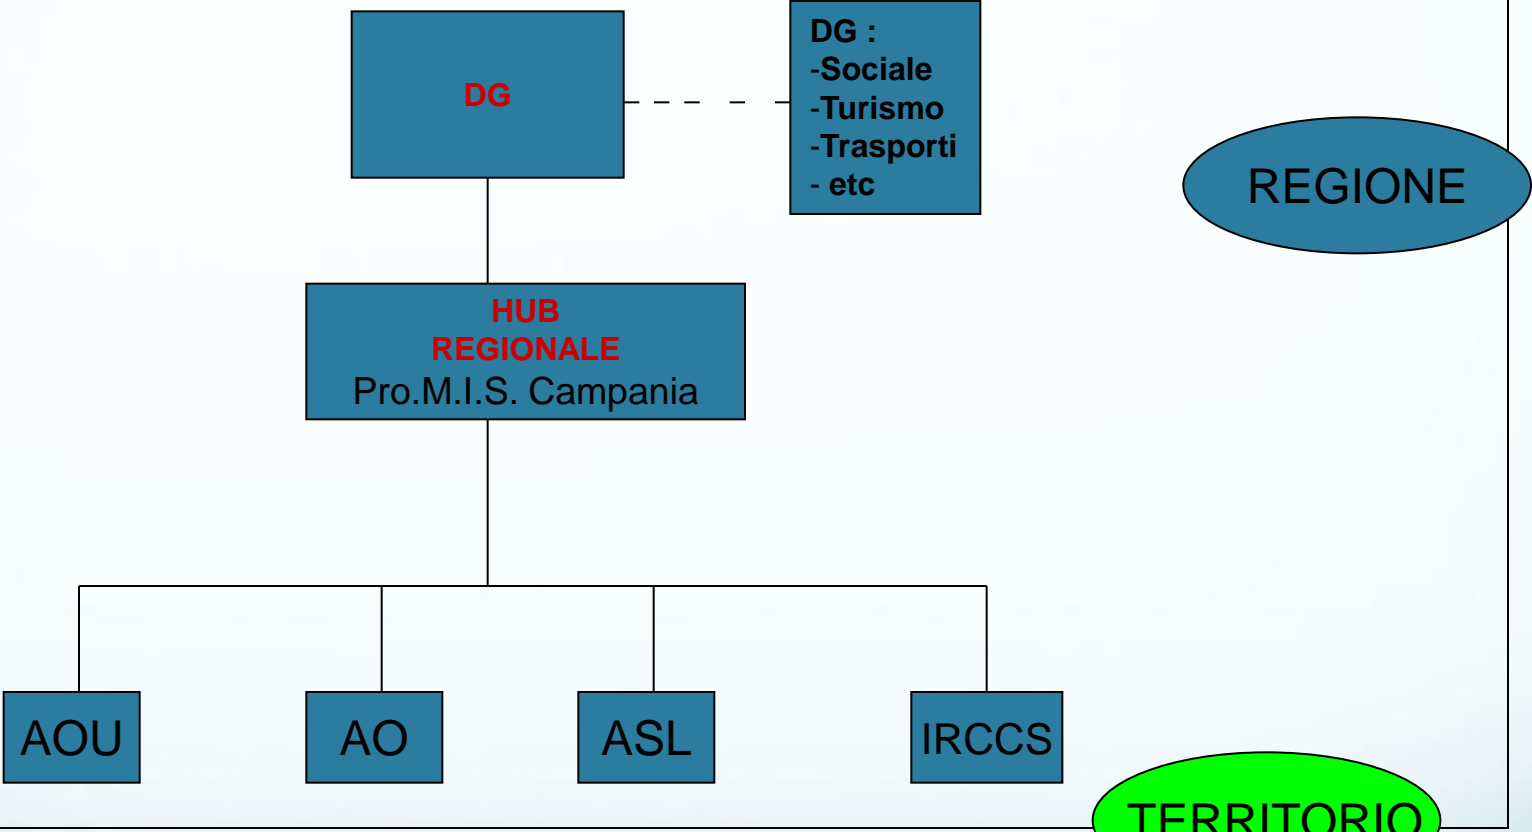 DG
DG :
-Sociale
-Turismo
-Trasporti
- etc
REGIONE
HUB
REGIONALE
Pro.M.I.S. Campania
AOU
AO
ASL
IRCCS
TERRITORIO